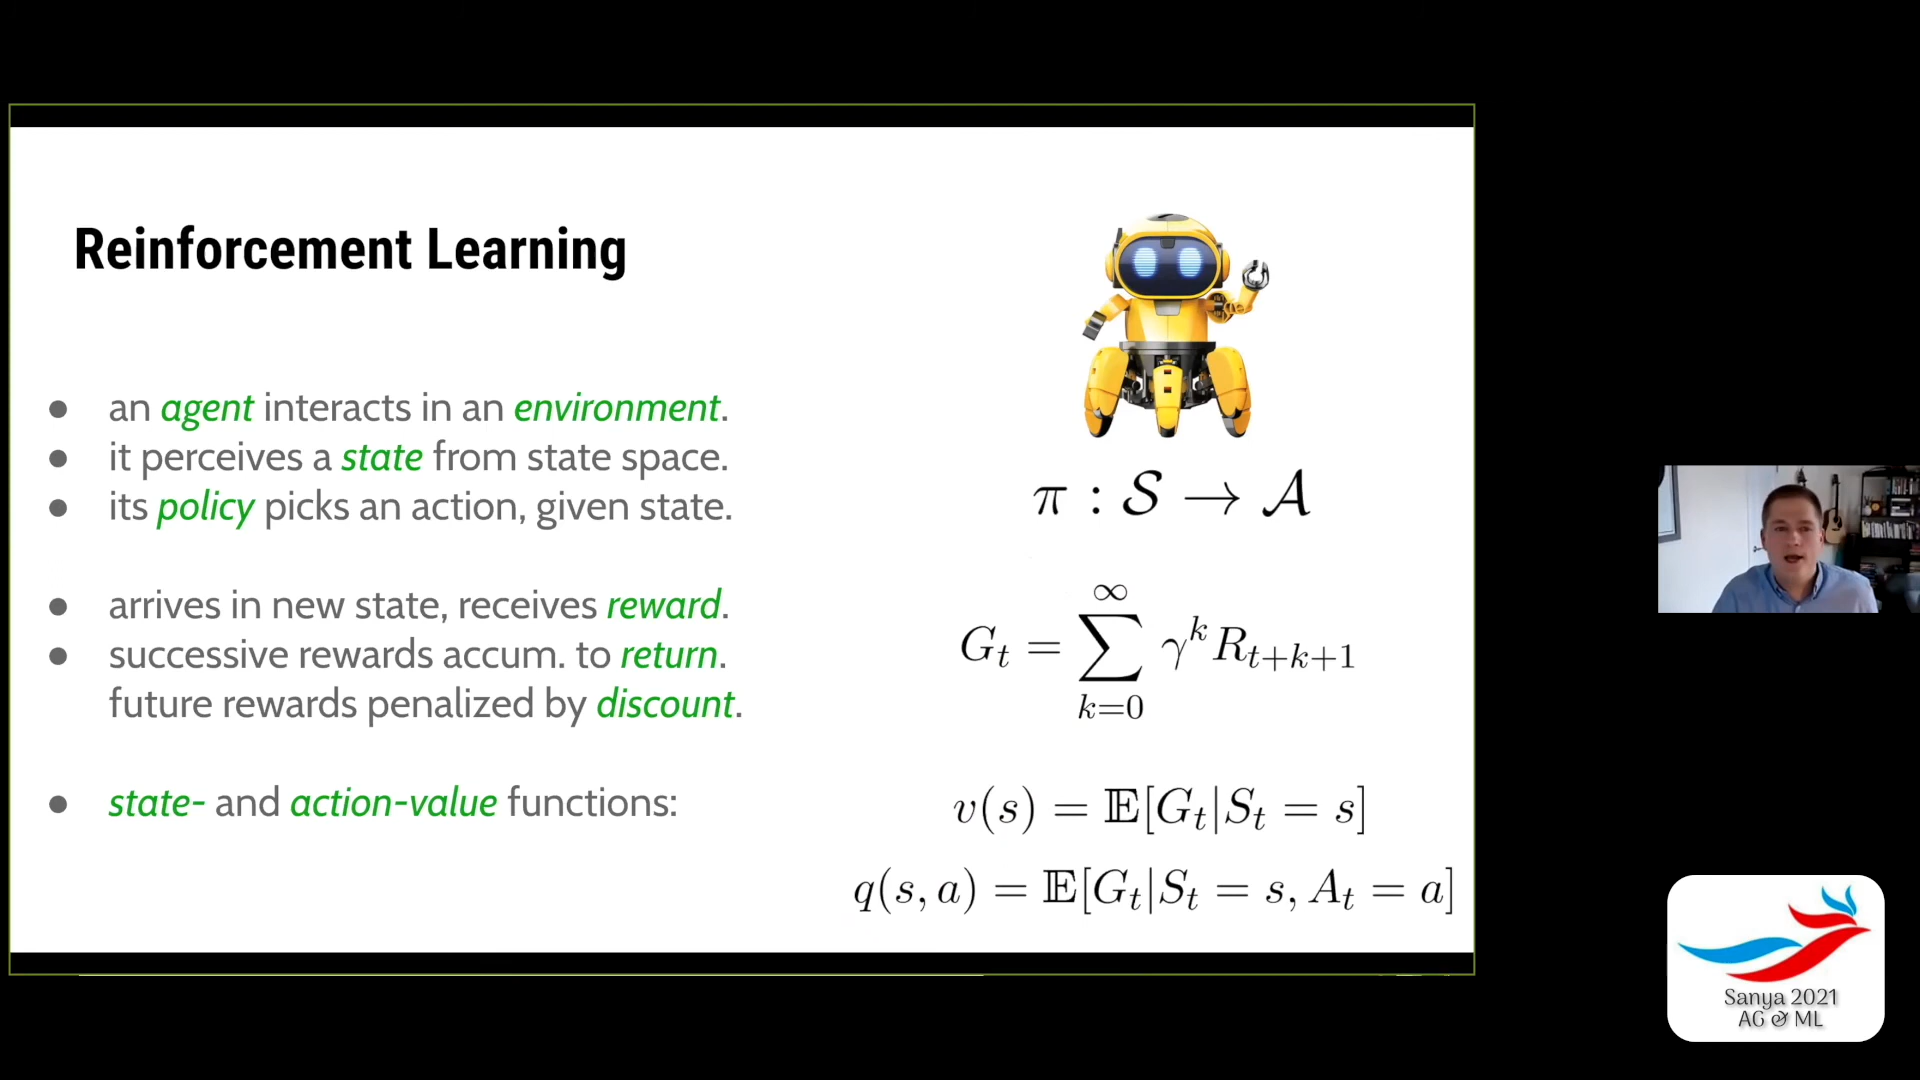 Reinforcement Learning
● an agent interacts in an environment.
● it perceives a state from state space.
● its policy picks an action, given state.
● arrives in new state, receives reward.
● successive rewards accum. to return.
future rewards penalized by discount.
● state- and action-value functions:
π : 𝒮 → 𝒜
G_t = ∑_{k=0}^{∞} γ^k R_{t+k+1}
v(s) = 𝔼[G_t|S_t = s]
q(s, a) = 𝔼[G_t|S_t = s, A_t = a]
Sanya 2021
AG & ML